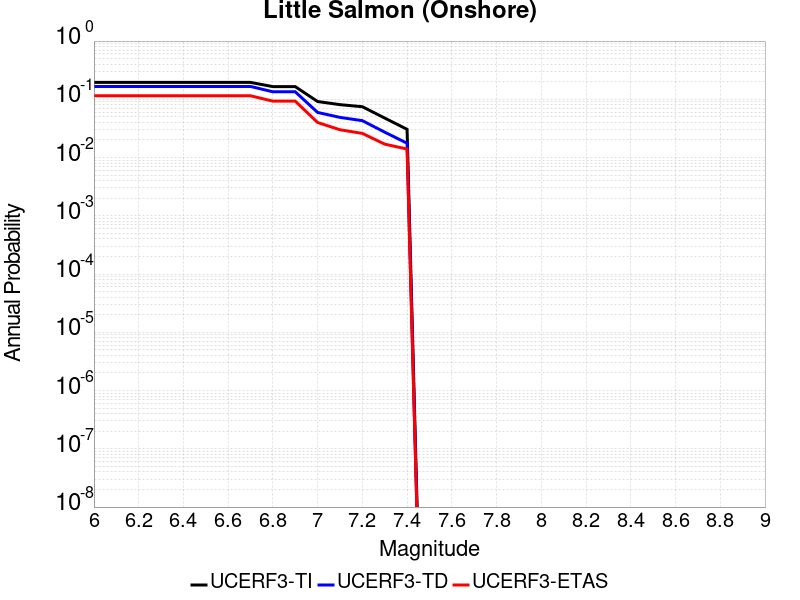 Little Salmon (Onshore)
10^0
10^-1
10^-2
10^-3
10^-4
10^-5
10^-6
10^-7
10^-8
Annual Probability
6 6.2 6.4 6.6 6.8 7 7.2 7.4 7.6 7.8 8 8.2 8.4 8.6 8.8 9
Magnitude
UCERF3-TI UCERF3-TD UCERF3-ETAS